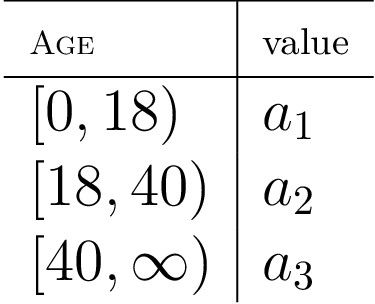 AGE value
[0, 18) a₁
[18, 40) a₂
[40, ∞) a₃